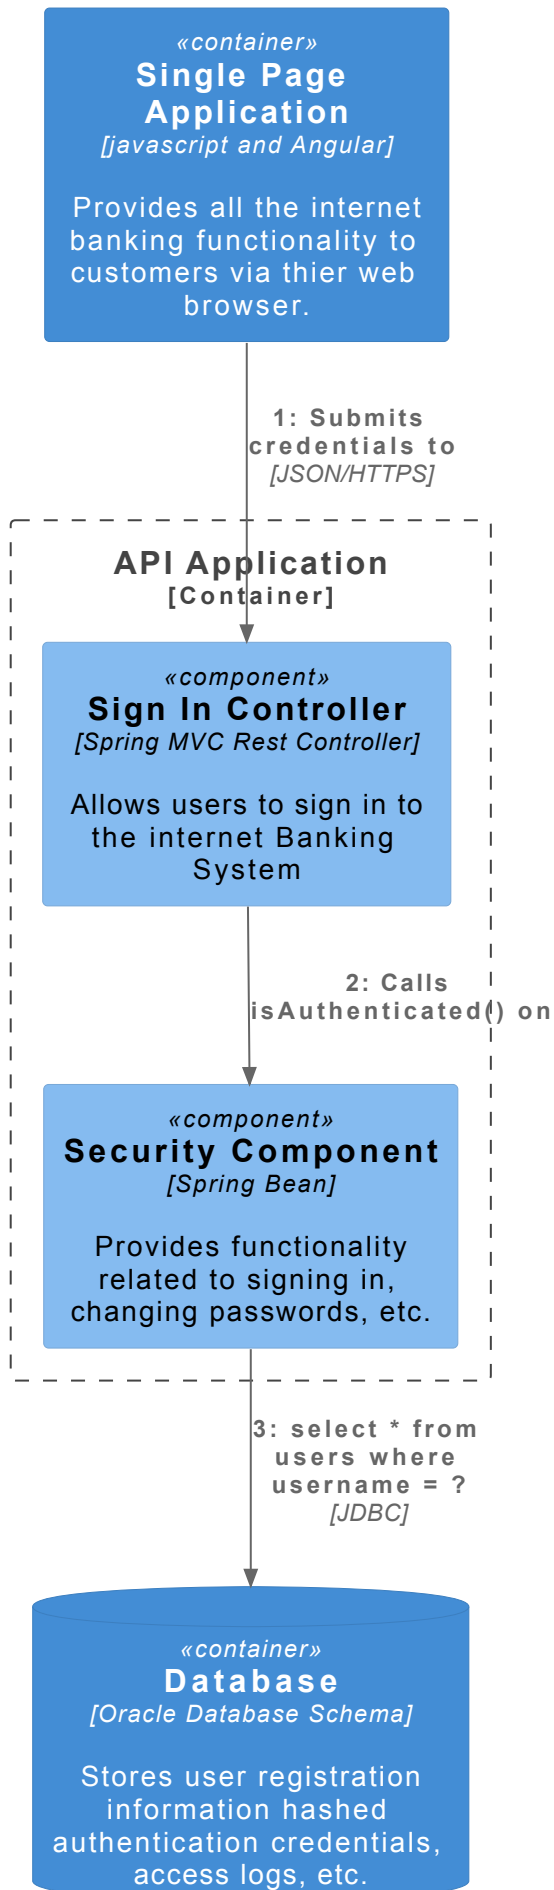 «container»
Single Page
Application
[javascript and Angular]
Provides all the internet
banking functionality to
customers via thier web
browser.
1: Submits
credentials to
[JSON/HTTPS]
API Application
[Container]
«component»
Sign In Controller
[Spring MVC Rest Controller]
Allows users to sign in to
the internet Banking
System
2: Calls
isAuthenticated() on
«component»
Security Component
[Spring Bean]
Provides functionality
related to signing in,
changing passwords, etc.
3: select * from
users where
username = ?
[JDBC]
«container»
Database
[Oracle Database Schema]
Stores user registration
information hashed
authentication credentials,
access logs, etc.